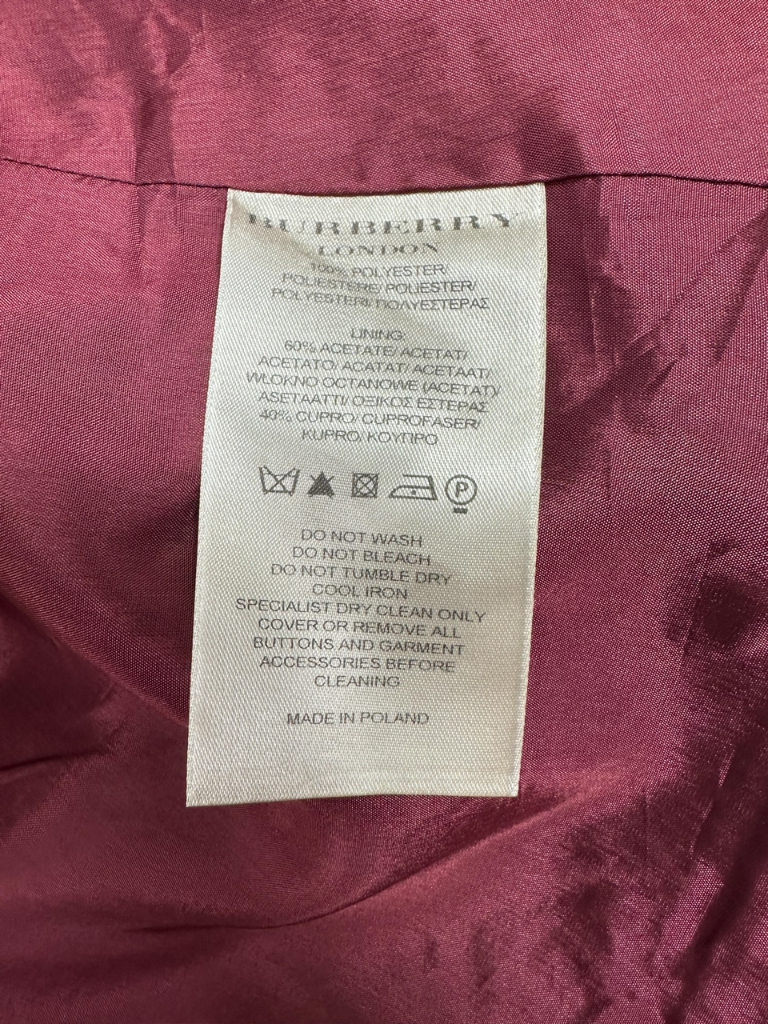 BURBERRY
LONDON
100% POLYESTER/
POLIESTERE/ POLIESTER/
POLYESTERI/ ΠΟΛΥΕΣΤΕΡΑΣ
LINING:
60% ACETATE/ ACETAT/
ACETATO/ ACATAT/ ACETAAT/
WŁOKNO OCTANOWE (ACETAT)/
ASETAATTI/ ΟΞΙΚΟΣ ΕΣΤΕΡΑΣ
40% CUPRO/ CUPROFASER/
KUPRO/ ΚΟΥΠΡΟ
P
DO NOT WASH
DO NOT BLEACH
DO NOT TUMBLE DRY
COOL IRON
SPECIALIST DRY CLEAN ONLY
COVER OR REMOVE ALL
BUTTONS AND GARMENT
ACCESSORIES BEFORE
CLEANING
MADE IN POLAND